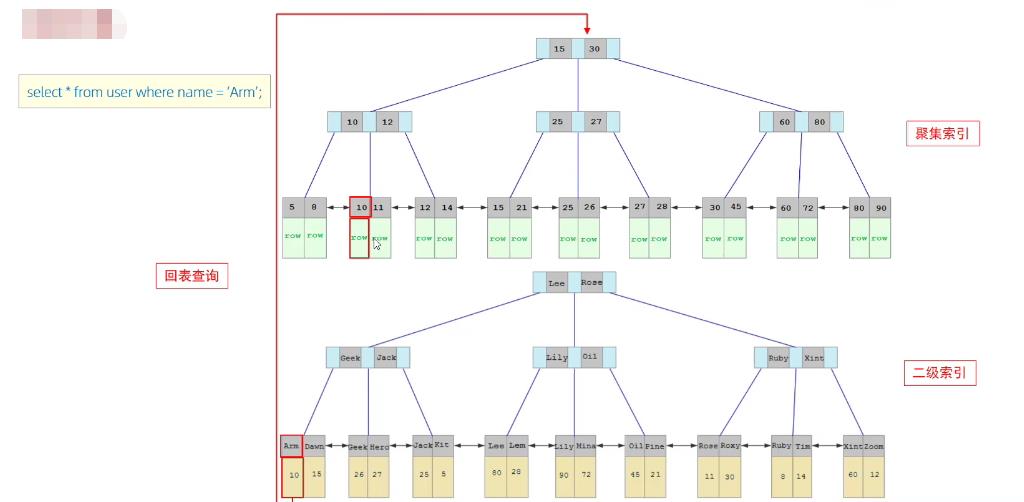 select * from user where name = 'Arm';
15 30
10 12
25 27
60 80
聚集索引
5 8 10 11 12 14 15 21 25 26 27 28 30 45 60 72 80 90
row row row row row row row row row row row row row row row row row row
回表查询
Lee Rose
Geek Jack
Lily Oil
Ruby Xint
二级索引
Arm Dawn Geek Hero Jack Kit Lee Lem Lily Mina Oil Pine Rose Roxy Ruby Tim Xint Zoom
10 15 26 27 25 5 80 28 90 72 45 21 11 30 8 14 60 12